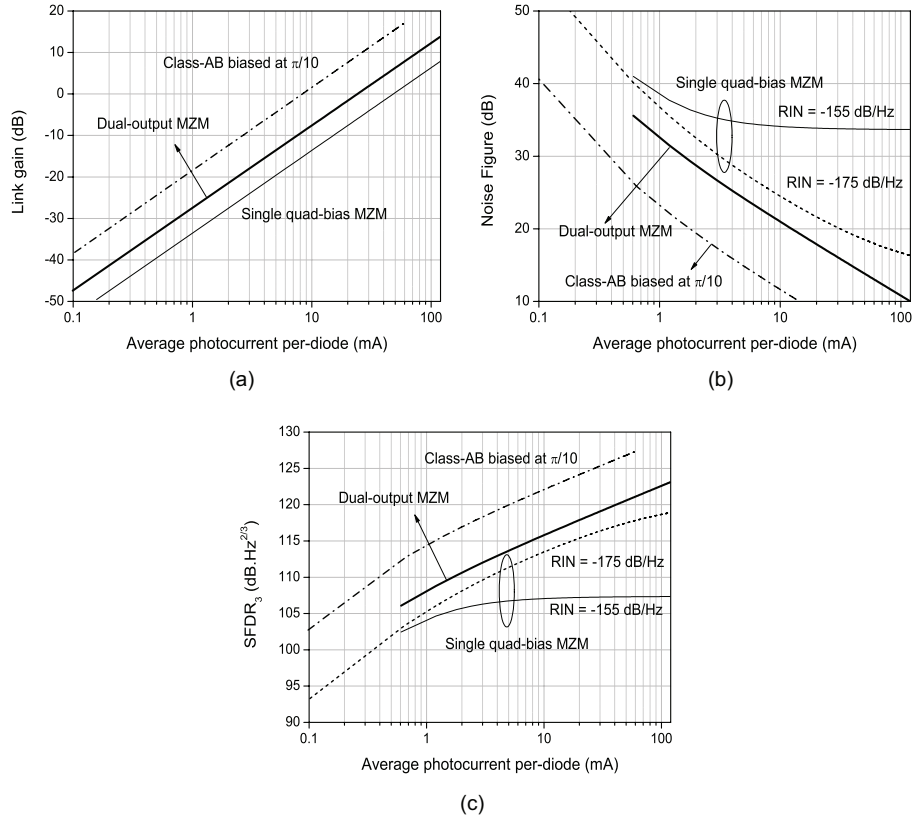 20
10
0
-10
-20
-30
-40
-50
Link gain (dB)
Class-AB biased at π/10
Dual-output MZM
Single quad-bias MZM
0.1
1
10
100
Average photocurrent per-diode (mA)
(a)
50
40
30
20
10
Noise Figure (dB)
Single quad-bias MZM
RIN = -155 dB/Hz
RIN = -175 dB/Hz
Dual-output MZM
Class-AB biased at π/10
0.1
1
10
100
Average photocurrent per-diode (mA)
(b)
130
125
120
115
110
105
100
95
90
SFDR₃ (dB.Hz^2/3)
Class-AB biased at π/10
Dual-output MZM
RIN = -175 dB/Hz
RIN = -155 dB/Hz
Single quad-bias MZM
0.1
1
10
100
Average photocurrent per-diode (mA)
(c)